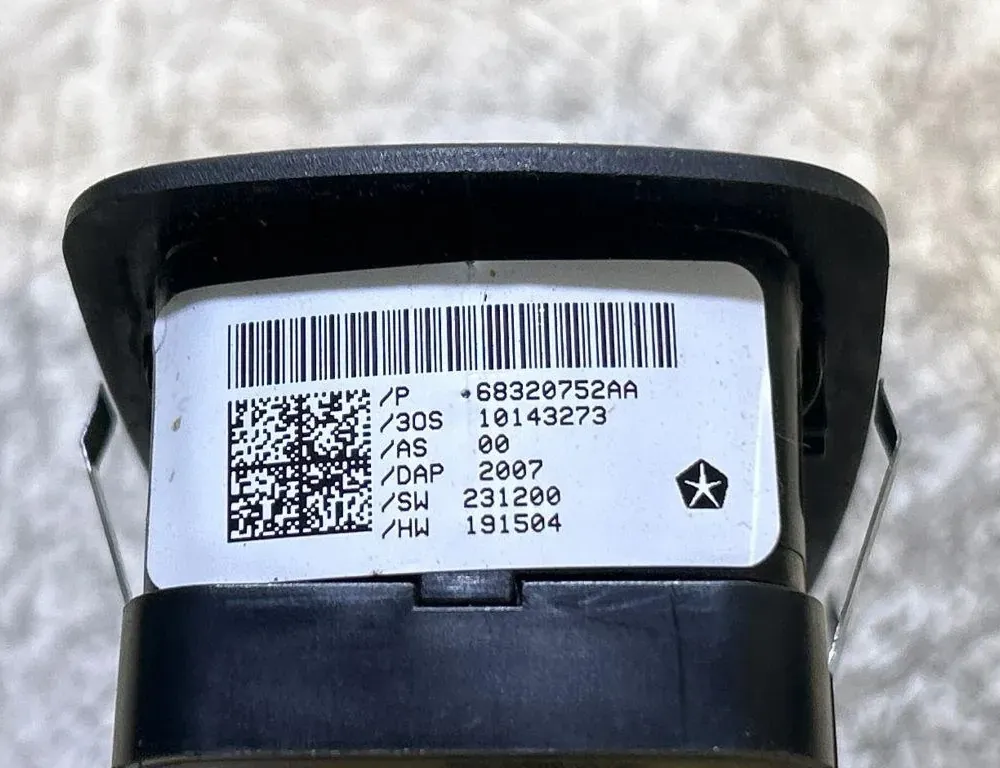 /P 68320752AA
/3OS 10143273
/AS 00
/DAP 2007
/SW 231200
/HW 191504